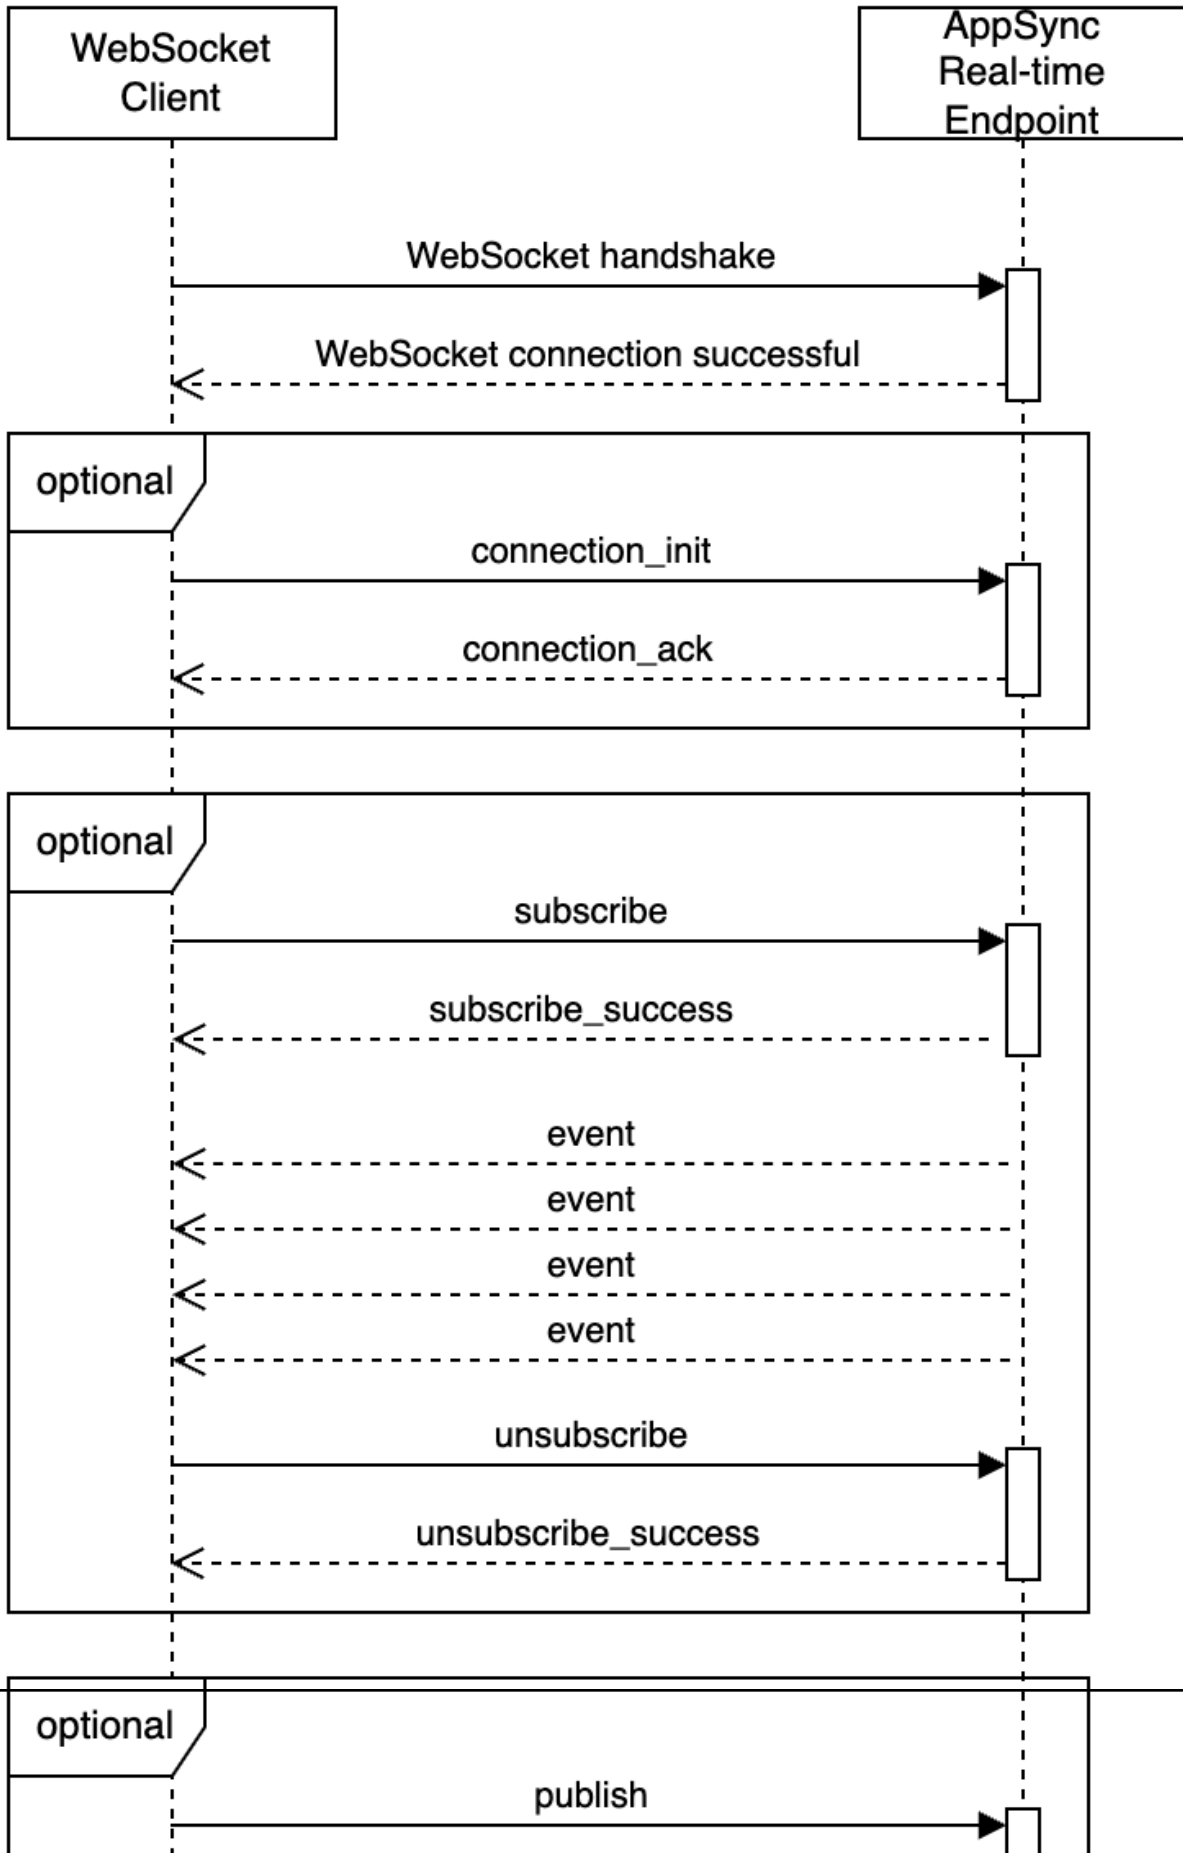 WebSocket
Client
AppSync
Real-time
Endpoint
WebSocket handshake
WebSocket connection successful
optional
connection_init
connection_ack
optional
subscribe
subscribe_success
event
event
event
event
unsubscribe
unsubscribe_success
optional
publish